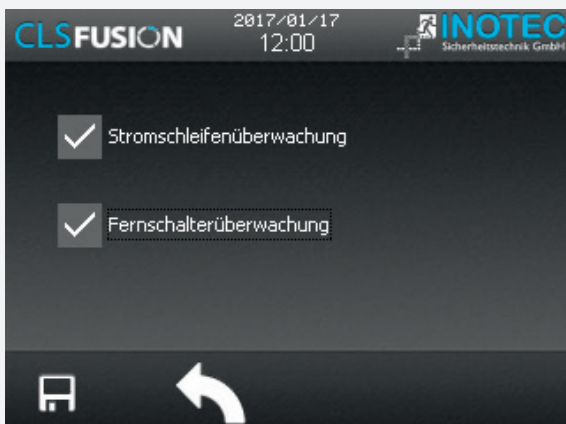 CLSFUSION
2017/01/17
12:00
INOTEC
Sicherheitstechnik GmbH
Stromschleifenüberwachung
Fernschalterüberwachung